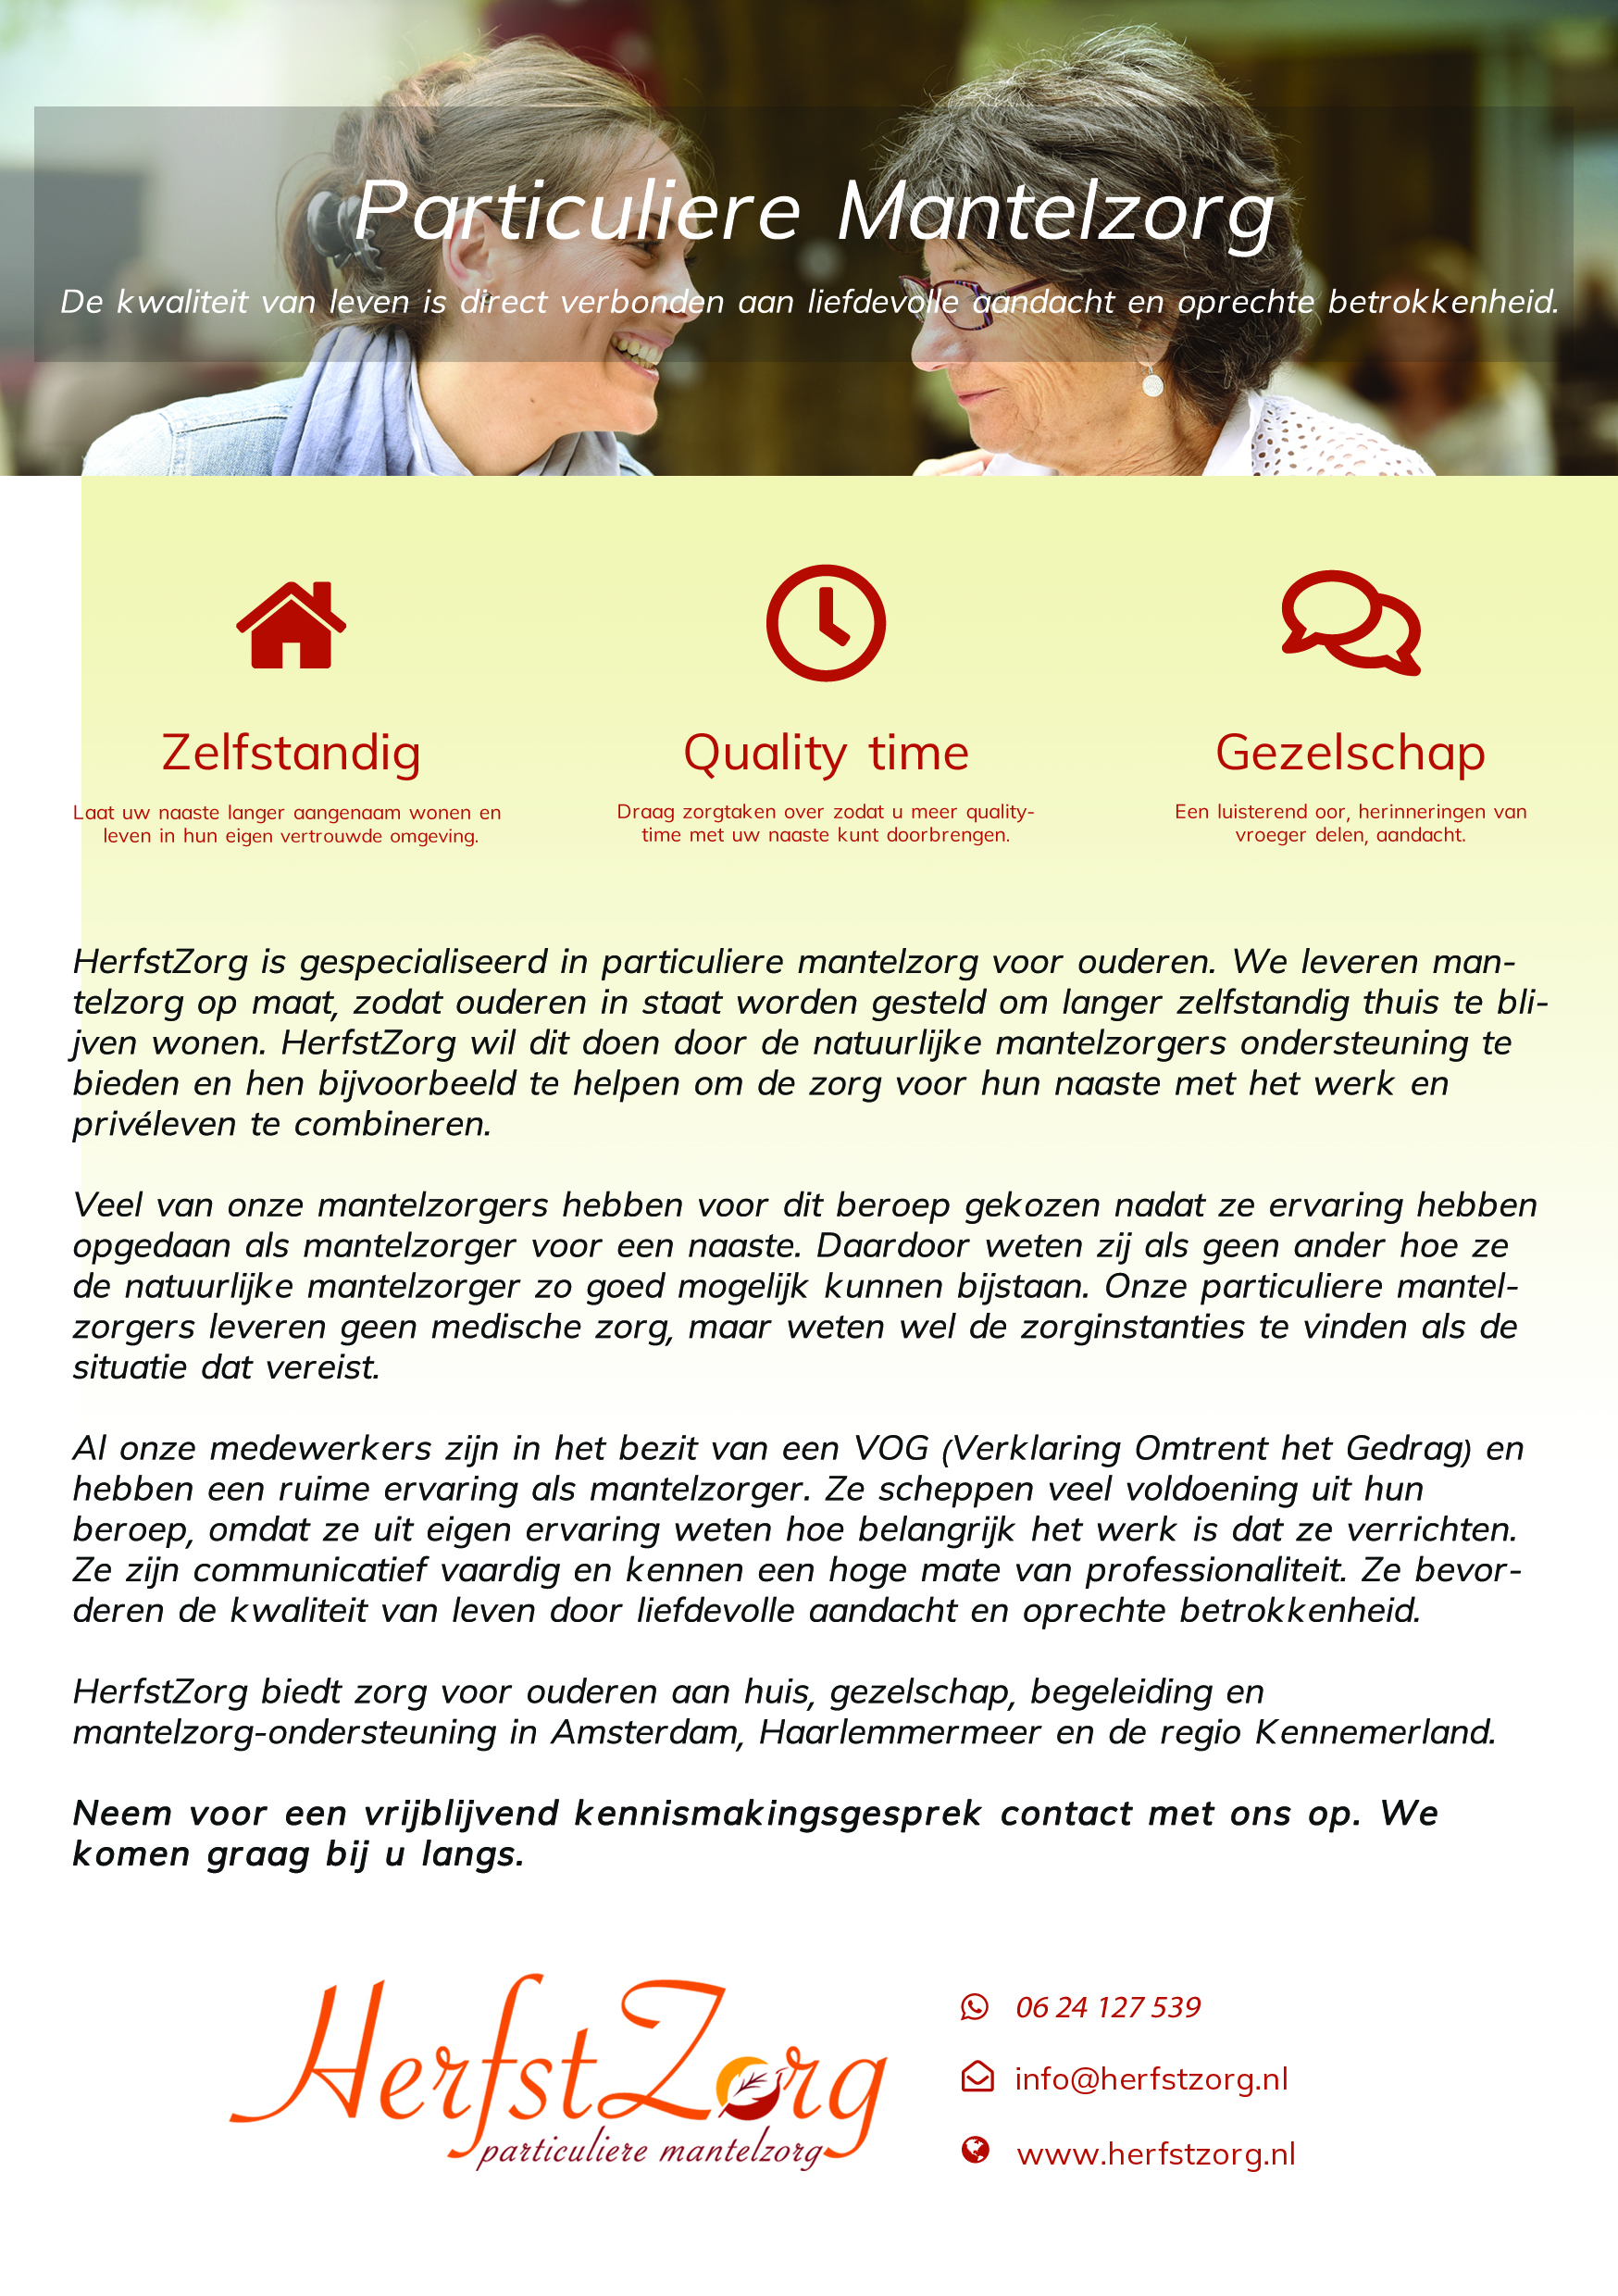 Particuliere Mantelzorg
De kwaliteit van leven is direct verbonden aan liefdevolle aandacht en oprechte betrokkenheid.
Zelfstandig
Laat uw naaste langer aangenaam wonen en
leven in hun eigen vertrouwde omgeving.
Quality time
Draag zorgtaken over zodat u meer quality-
time met uw naaste kunt doorbrengen.
Gezelschap
Een luisterend oor, herinneringen van
vroeger delen, aandacht.
HerfstZorg is gespecialiseerd in particuliere mantelzorg voor ouderen. We leveren man-
telzorg op maat, zodat ouderen in staat worden gesteld om langer zelfstandig thuis te bli-
jven wonen. HerfstZorg wil dit doen door de natuurlijke mantelzorgers ondersteuning te
bieden en hen bijvoorbeeld te helpen om de zorg voor hun naaste met het werk en
privéleven te combineren.
Veel van onze mantelzorgers hebben voor dit beroep gekozen nadat ze ervaring hebben
opgedaan als mantelzorger voor een naaste. Daardoor weten zij als geen ander hoe ze
de natuurlijke mantelzorger zo goed mogelijk kunnen bijstaan. Onze particuliere mantel-
zorgers leveren geen medische zorg, maar weten wel de zorginstanties te vinden als de
situatie dat vereist.
Al onze medewerkers zijn in het bezit van een VOG (Verklaring Omtrent het Gedrag) en
hebben een ruime ervaring als mantelzorger. Ze scheppen veel voldoening uit hun
beroep, omdat ze uit eigen ervaring weten hoe belangrijk het werk is dat ze verrichten.
Ze zijn communicatief vaardig en kennen een hoge mate van professionaliteit. Ze bevor-
deren de kwaliteit van leven door liefdevolle aandacht en oprechte betrokkenheid.
HerfstZorg biedt zorg voor ouderen aan huis, gezelschap, begeleiding en
mantelzorg-ondersteuning in Amsterdam, Haarlemmermeer en de regio Kennemerland.
Neem voor een vrijblijvend kennismakingsgesprek contact met ons op. We
komen graag bij u langs.
HerfstZorg
particuliere mantelzorg
06 24 127 539
info@herfstzorg.nl
www.herfstzorg.nl